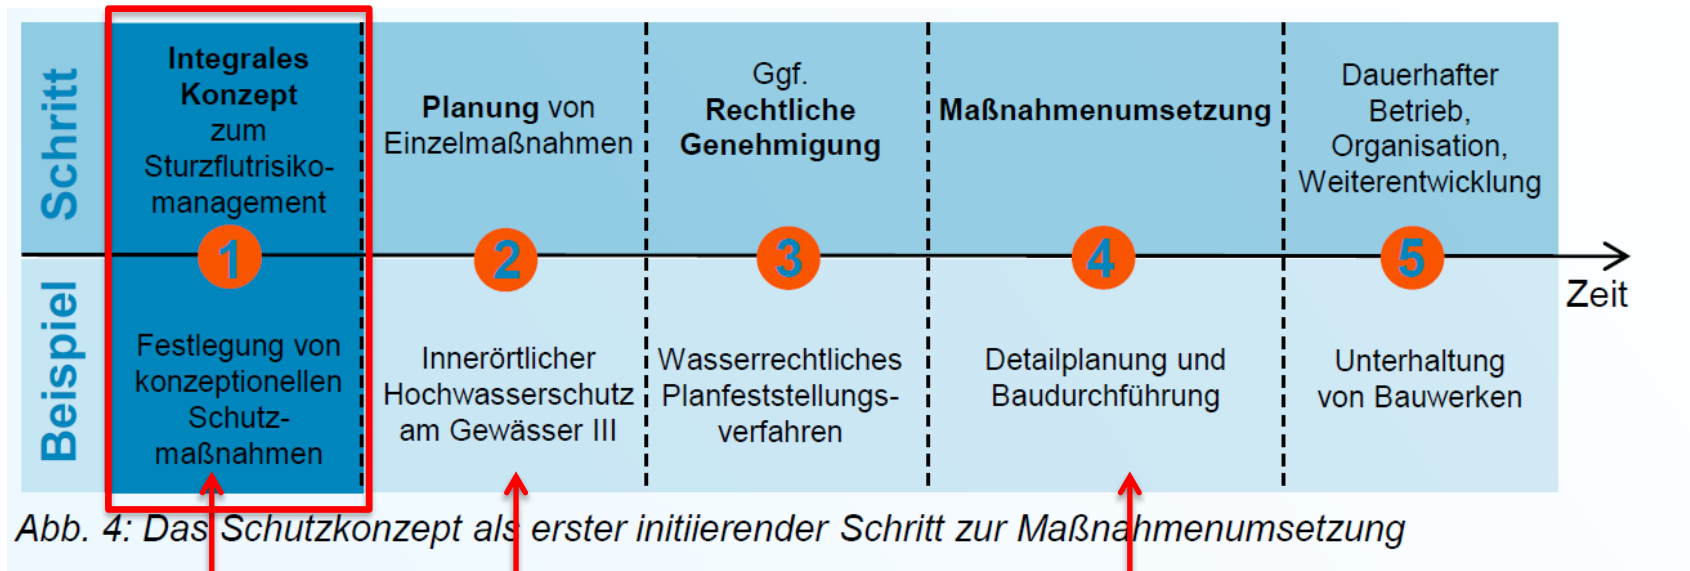 Schritt
Integrales
Konzept
zum
Sturzflutrisiko-
management
Planung von
Einzelmaßnahmen
Ggf.
Rechtliche
Genehmigung
Maßnahmenumsetzung
Dauerhafter
Betrieb,
Organisation,
Weiterentwicklung
1
2
3
4
5
Zeit
Beispiel
Festlegung von
konzeptionellen
Schutz-
maßnahmen
Innerörtlicher
Hochwasserschutz
am Gewässer III
Wasserrechtliches
Planfeststellungs-
verfahren
Detailplanung und
Baudurchführung
Unterhaltung
von Bauwerken
Abb. 4: Das Schutzkonzept als erster initiierender Schritt zur Maßnahmenumsetzung